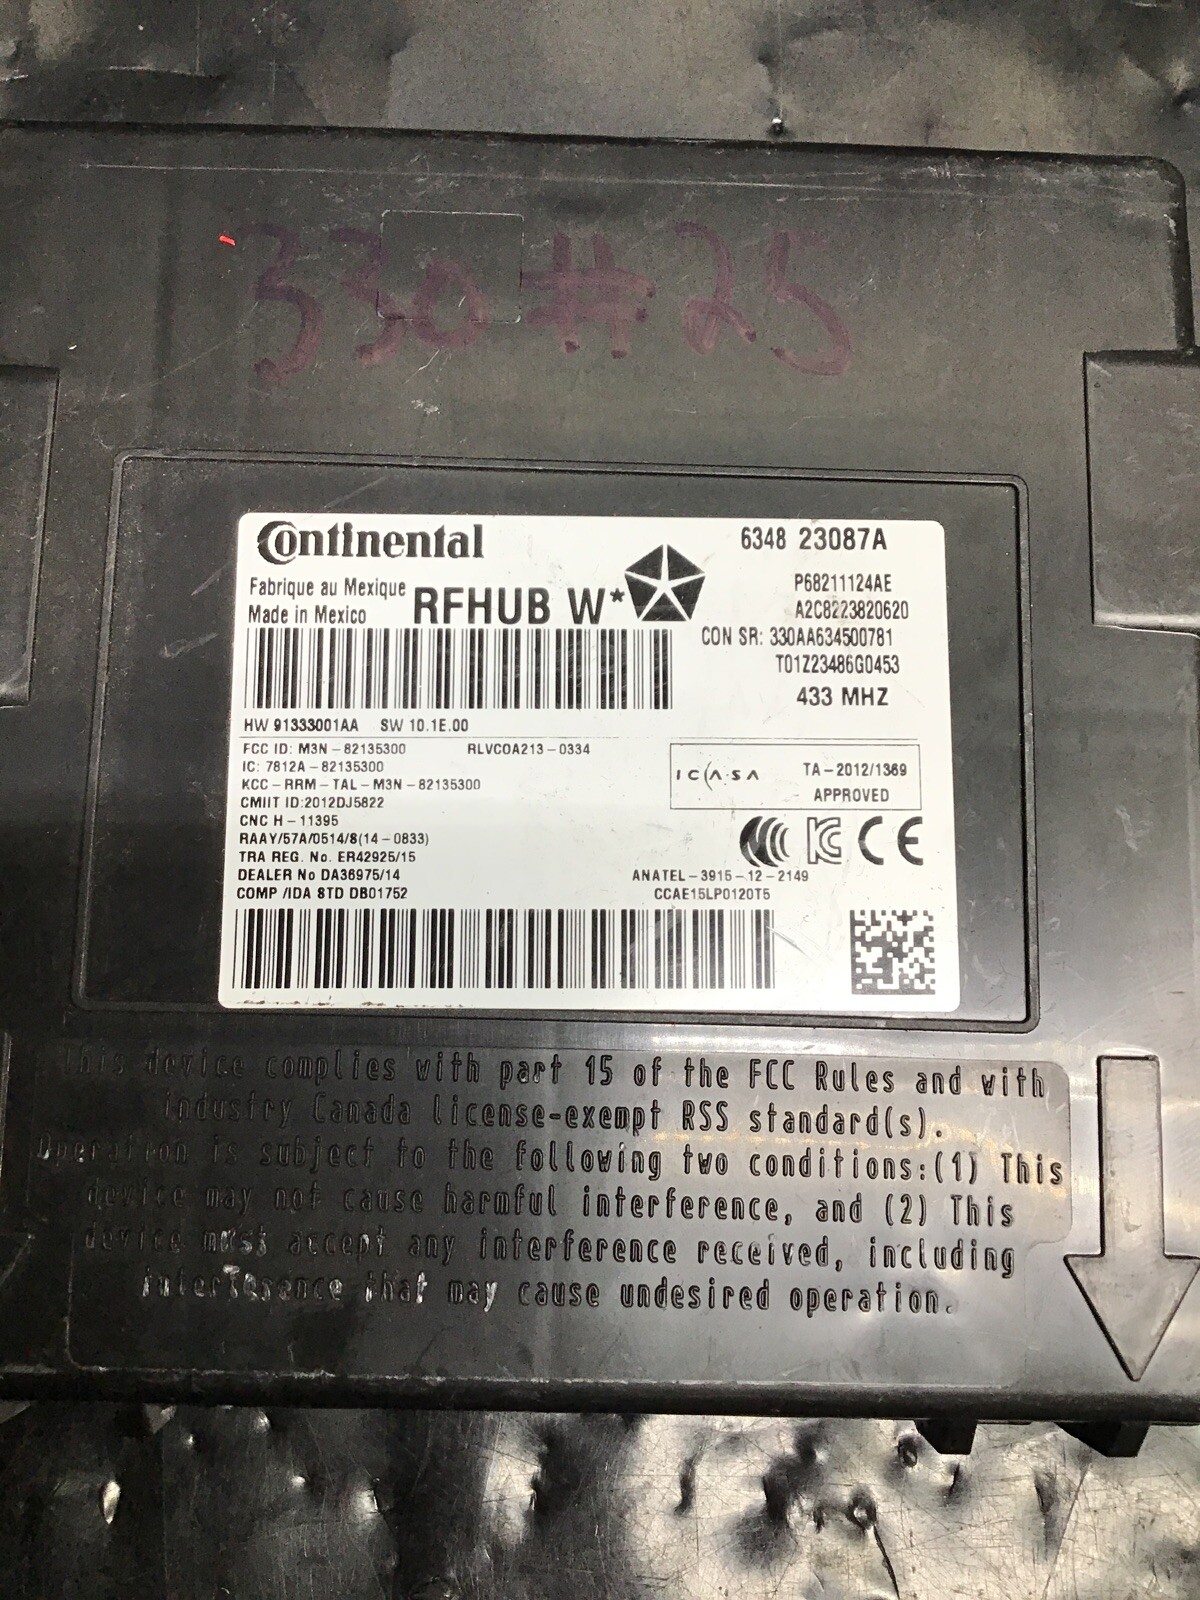 330#25
Continental
6348 23087A
Fabrique au Mexique
Made in Mexico
RFHUB W*
P68211124AE
A2C8223820620
CON SR: 330AA634500781
T01Z23486G0453
433 MHZ
HW 91333001AA SW 10.1E.00
FCC ID: M3N-82135300 RLVCOA213-0334
IC: 7812A-82135300
KCC-RRM-TAL-M3N-82135300
CMIIT ID:2012DJ5822
CNC H-11395
RAAY/57A/0514/8(14-0833)
TRA REG. No. ER42925/15
DEALER No DA36975/14
COMP /IDA STD DB01752
ICASA TA-2012/1369
APPROVED
CE
ANATEL-3915-12-2149
CCAE15LP0120T5
This device complies with part 15 of the FCC Rules and with
industry Canada license-exempt RSS standard(s).
Operation is subject to the following two conditions:(1) This
device may not cause harmful interference, and (2) This
device must accept any interference received, including
interference that may cause undesired operation.